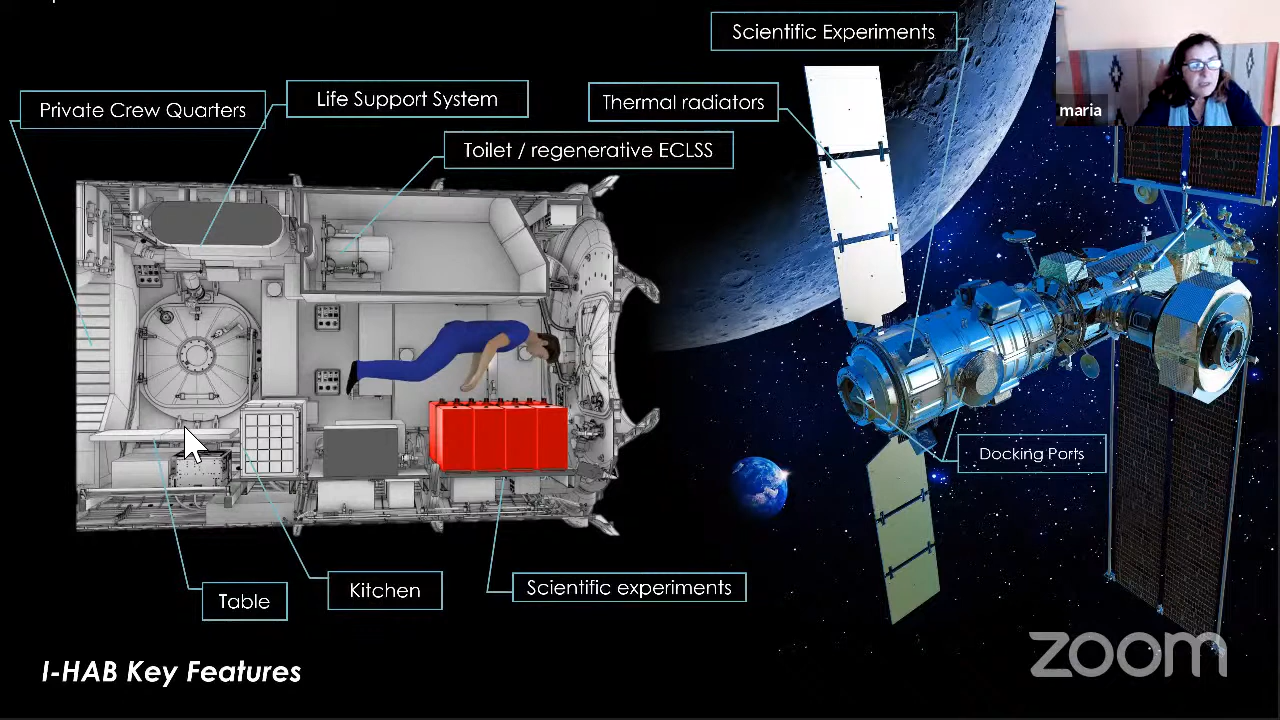 Scientific Experiments
Private Crew Quarters
Life Support System
Thermal radiators
maria
Toilet / regenerative ECLSS
Docking Ports
Table
Kitchen
Scientific experiments
I-HAB Key Features
zoom